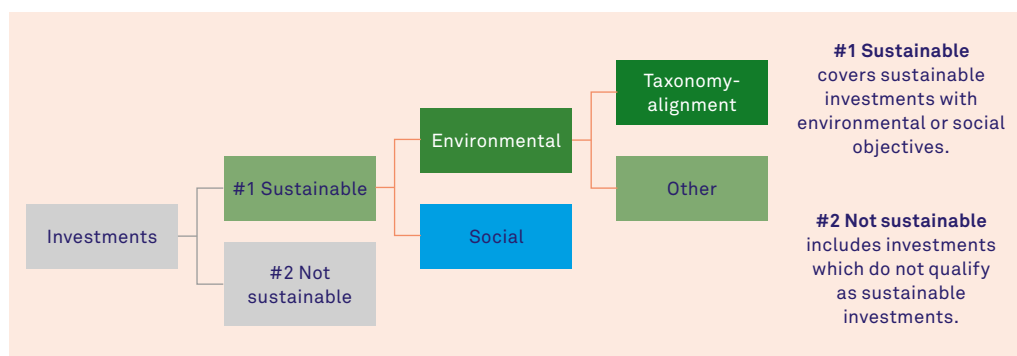 Investments
#1 Sustainable
#2 Not
sustainable
Environmental
Social
Taxonomy-
alignment
Other
#1 Sustainable
covers sustainable
investments with
environmental or social
objectives.
#2 Not sustainable
includes investments
which do not qualify
as sustainable
investments.